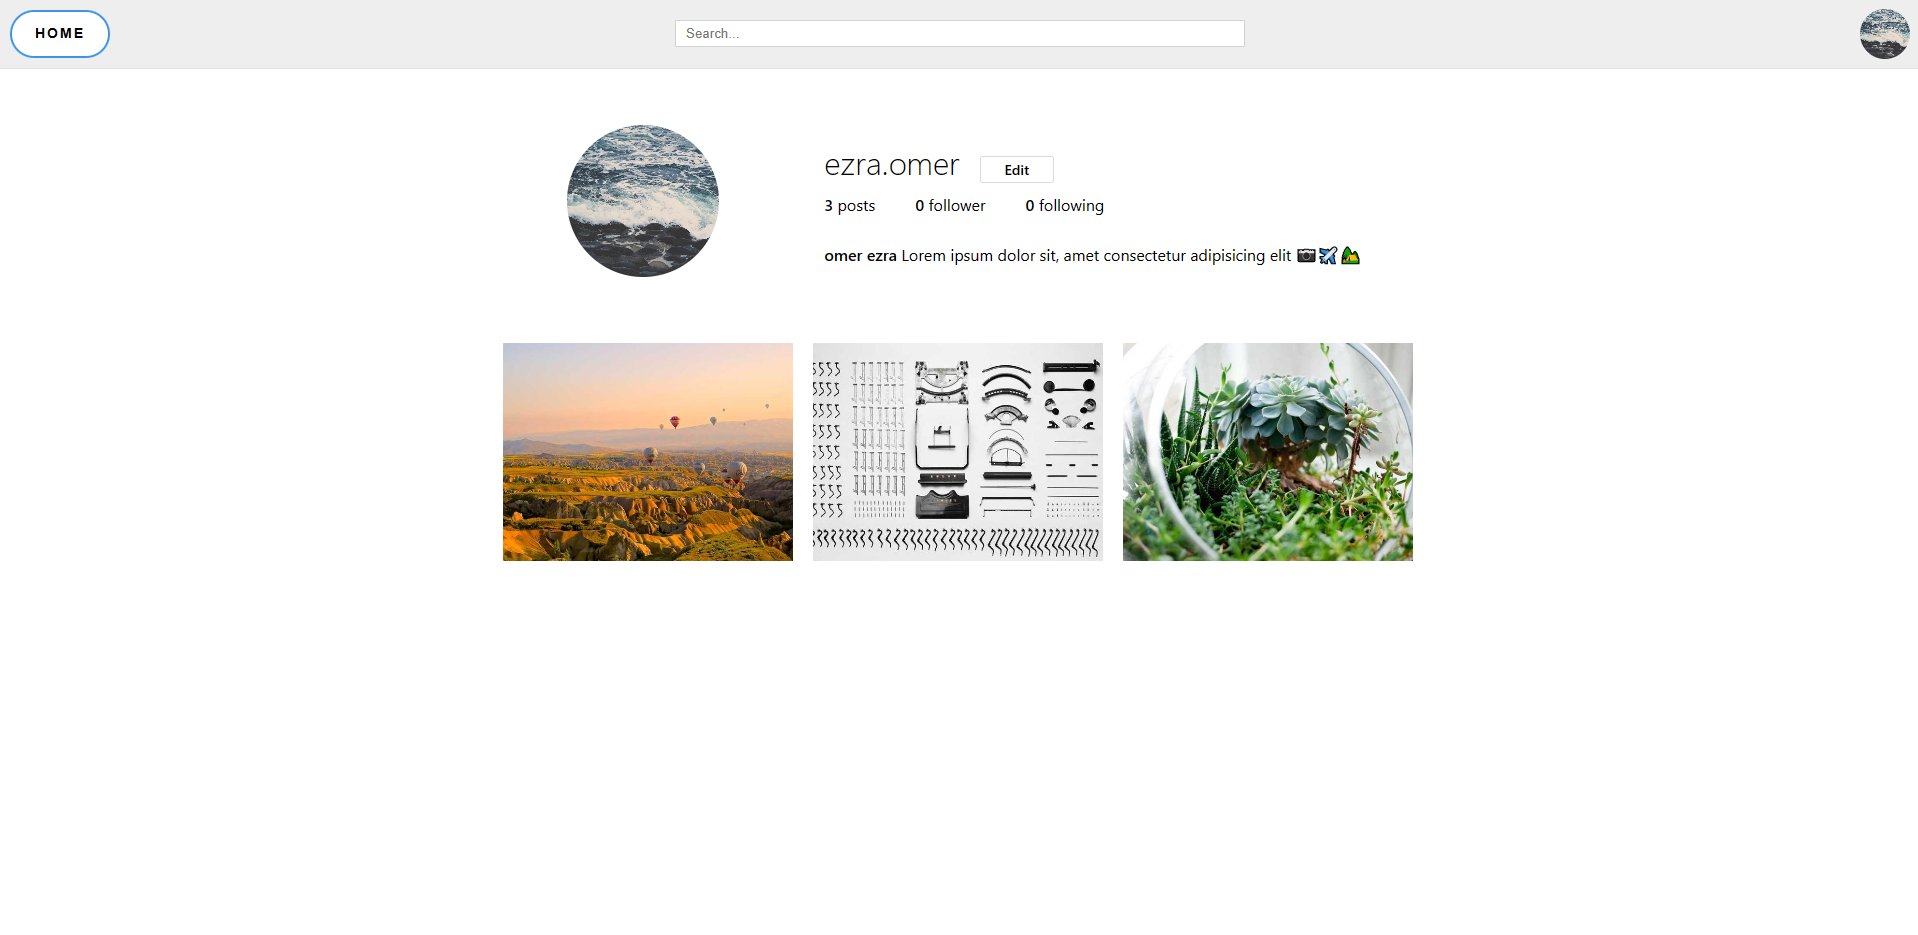 HOME
Search...
ezra.omer Edit
3 posts 0 follower 0 following
omer ezra Lorem ipsum dolor sit, amet consectetur adipisicing elit 📷✈️🏕️